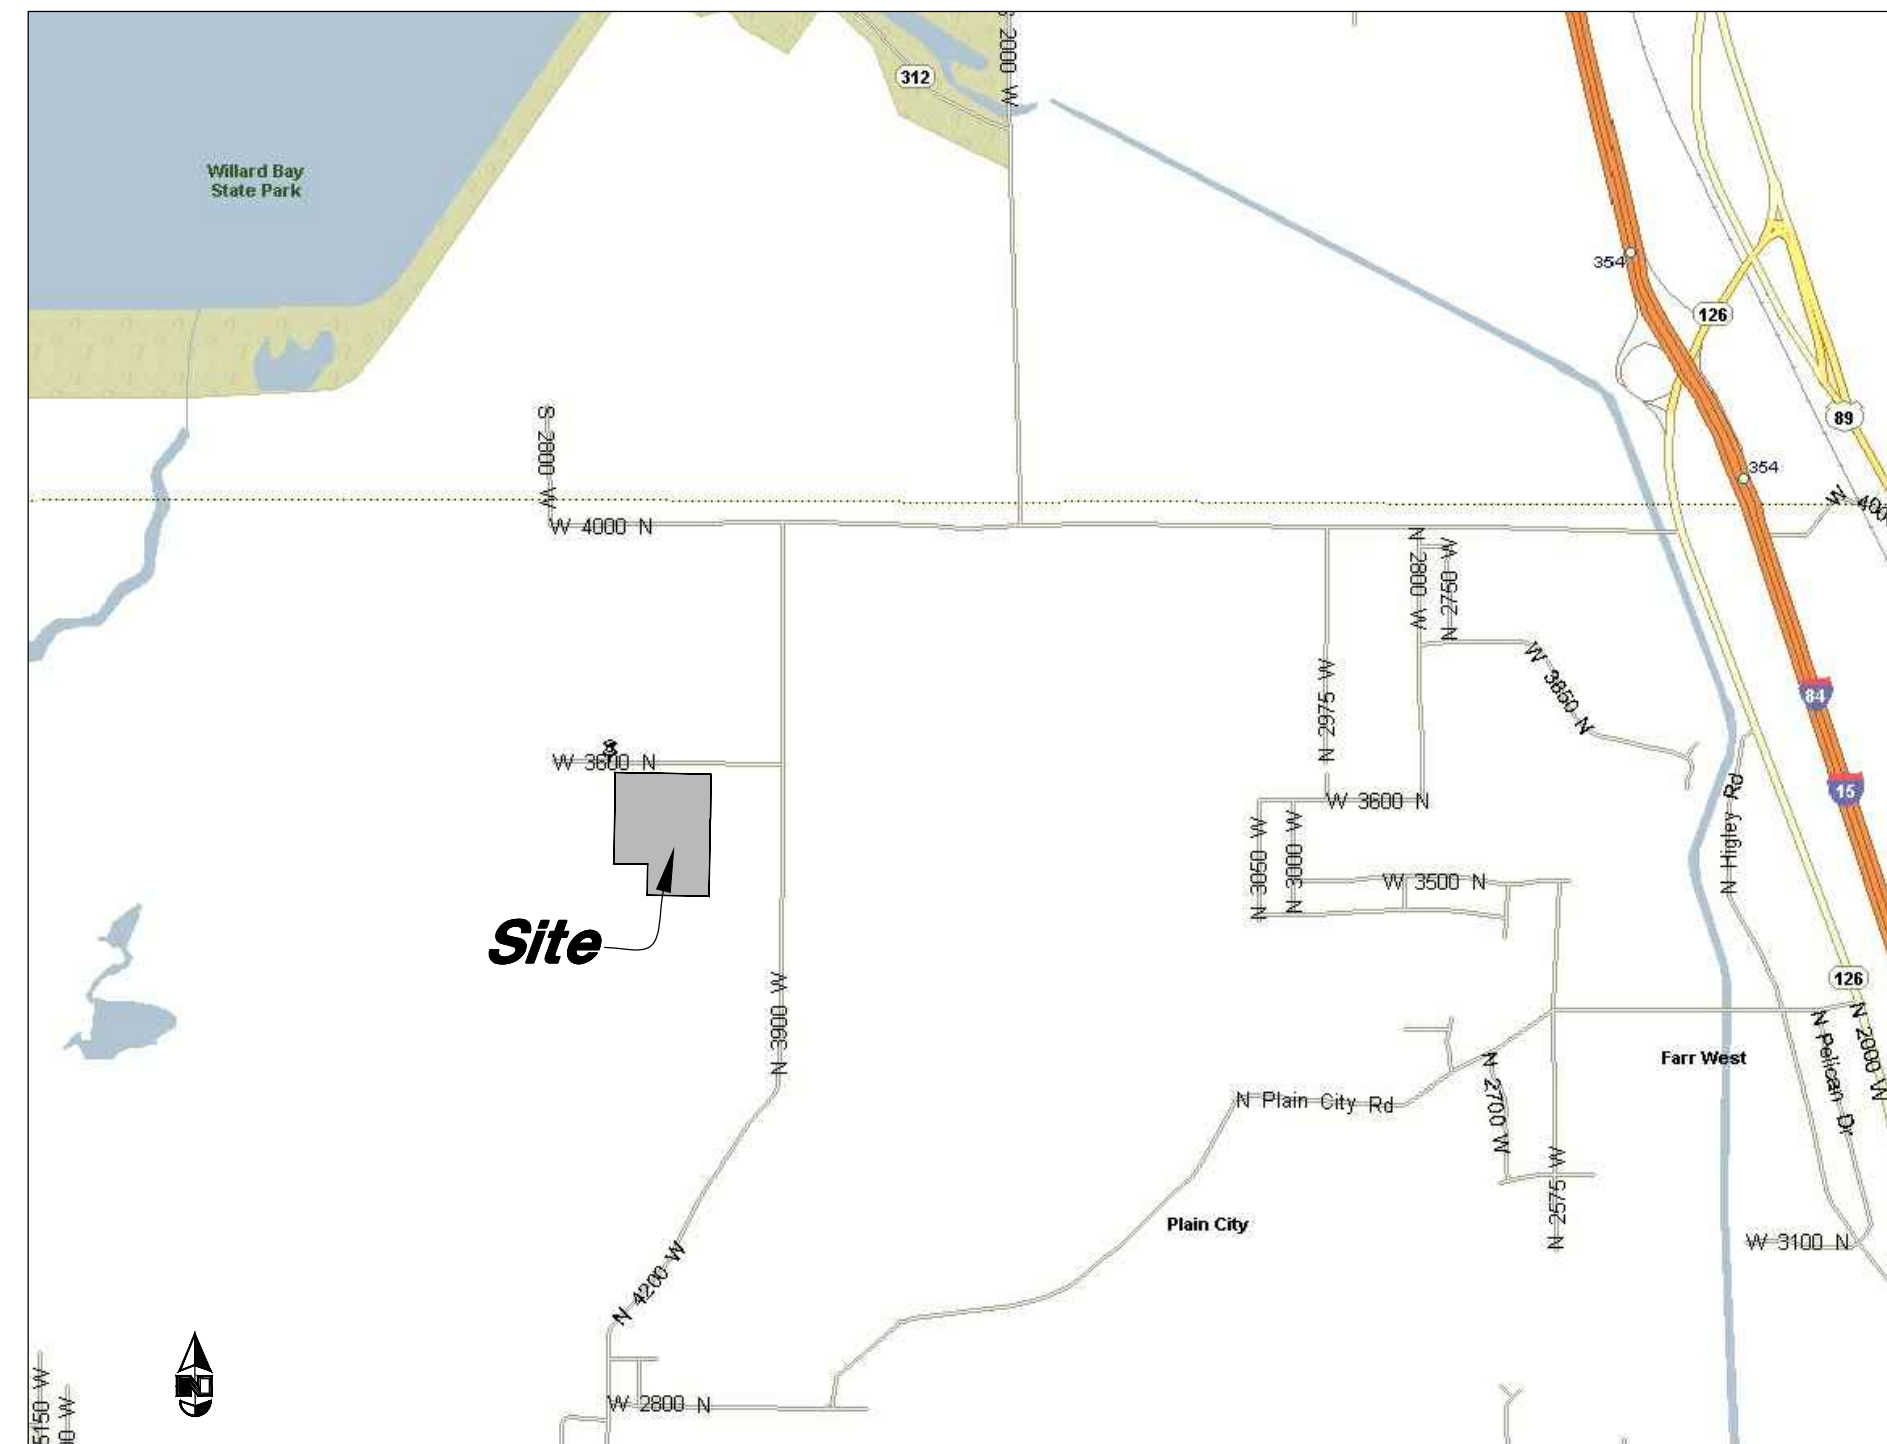 S 2000 W
312
Willard Bay
State Park
354
126
89
S 2800 W
354
W 400
W 4000 N
N 2800 W
N 2750 W
N 2975 W
W 3850 N
84
W 3600 N
15
W 3600 N
N Higley Rd
N 3050 W
N 3000 W
W 3500 N
Site
126
N 3900 W
N 2000 W
N Pelican Dr
Farr West
N Plain City Rd
N 2700 W
N 2575 W
Plain City
W 3100 N
N 4200 W
5150 W
W 2800 N